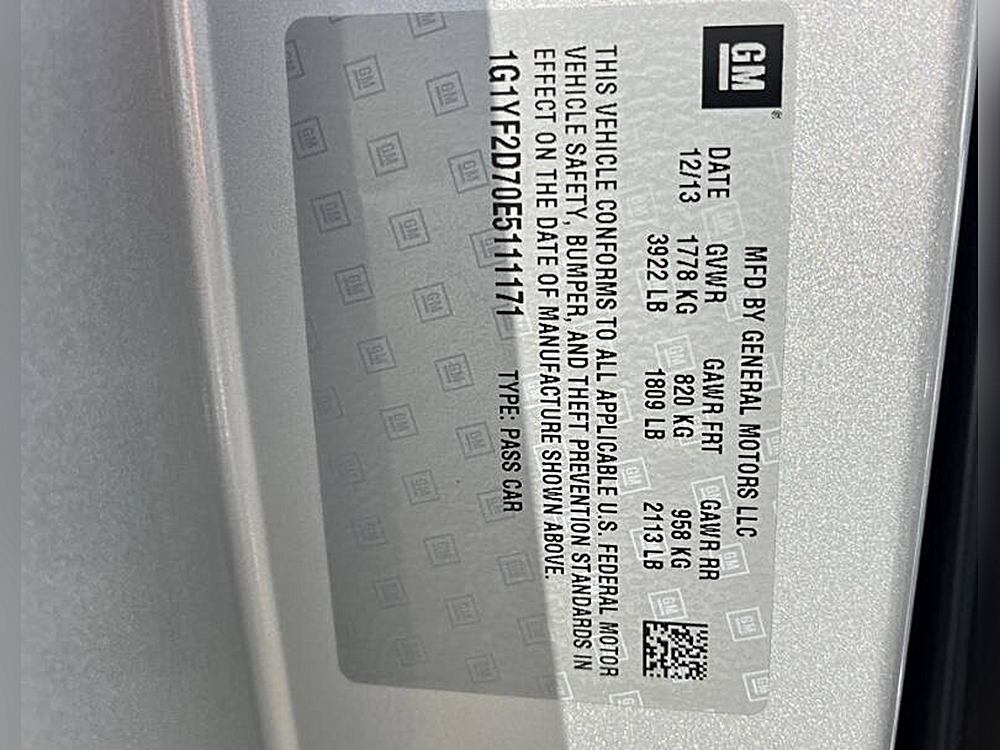 GM
MFD BY GENERAL MOTORS LLC
DATE GVWR GAWR FRT GAWR RR
12/13 1778 KG 820 KG 958 KG
3922 LB 1809 LB 2113 LB
THIS VEHICLE CONFORMS TO ALL APPLICABLE U.S. FEDERAL MOTOR
VEHICLE SAFETY, BUMPER, AND THEFT PREVENTION STANDARDS IN
EFFECT ON THE DATE OF MANUFACTURE SHOWN ABOVE.
1G1YF2D70E5111171 TYPE: PASS CAR